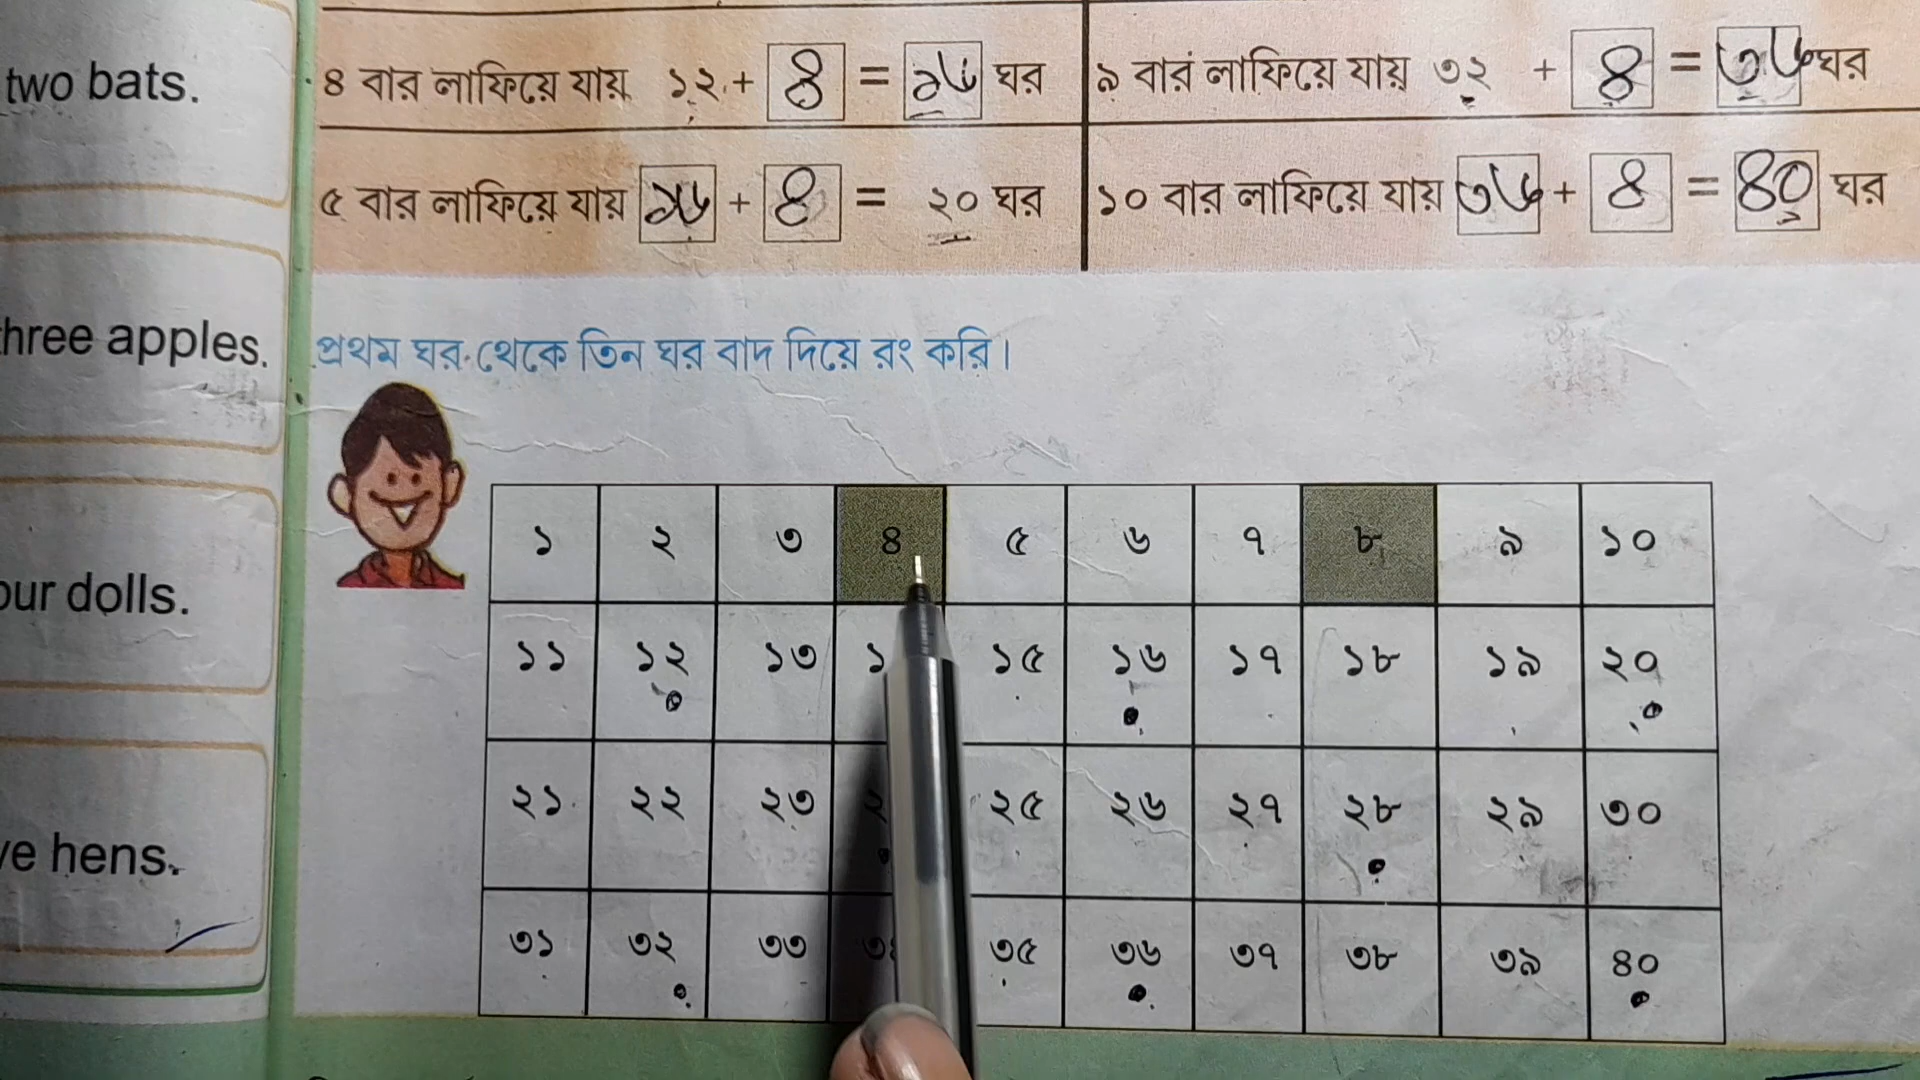 two bats.
three apples.
our dolls.
ve hens.
৪ বার লাফিয়ে যায় ১২ + ৪ = ১৬ ঘর
৯ বার লাফিয়ে যায় ৩২ + ৪ = ৩৬ ঘর
৫ বার লাফিয়ে যায় ১৬ + ৪ = ২০ ঘর
১০ বার লাফিয়ে যায় ৩৬ + ৪ = ৪০ ঘর
প্রথম ঘর থেকে তিন ঘর বাদ দিয়ে রং করি।
১ ২ ৩ ৪ ৫ ৬ ৭ ৮ ৯ ১০
১১ ১২ ১৩ ১৫ ১৬ ১৭ ১৮ ১৯ ২০
২১ ২২ ২৩ ২৫ ২৬ ২৭ ২৮ ২৯ ৩০
৩১ ৩২ ৩৩ ৩৫ ৩৬ ৩৭ ৩৮ ৩৯ ৪০